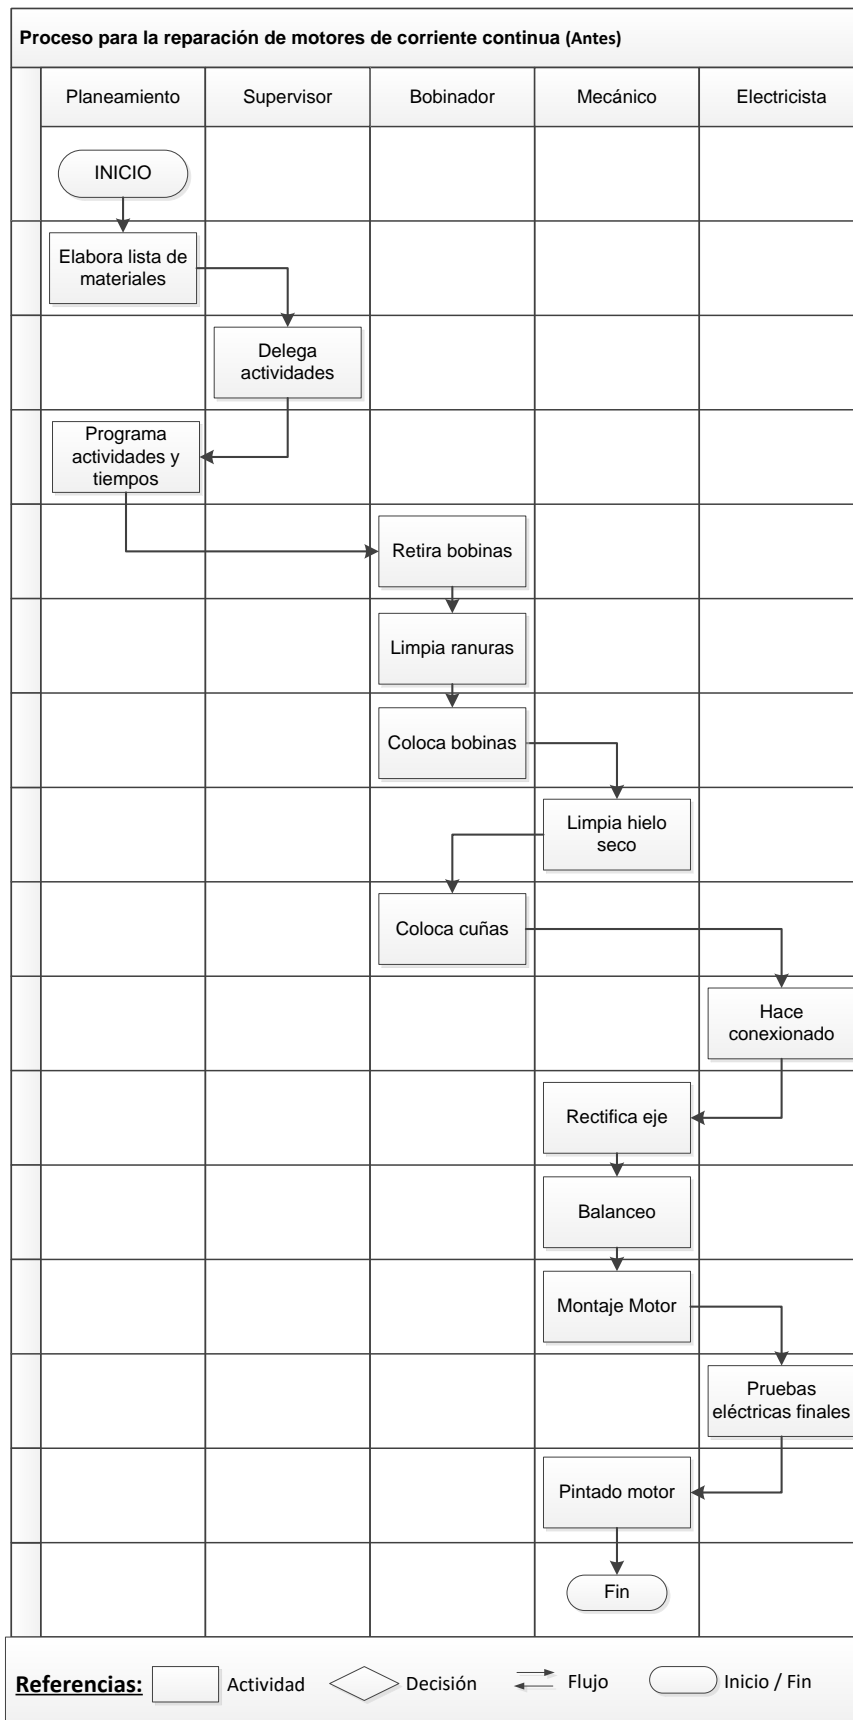 Proceso para la reparación de motores de corriente continua (Antes)
Planeamiento
Supervisor
Bobinador
Mecánico
Electricista
INICIO
Elabora lista de
materiales
Delega
actividades
Programa
actividades y
tiempos
Retira bobinas
Limpia ranuras
Coloca bobinas
Limpia hielo
seco
Coloca cuñas
Hace
conexionado
Rectifica eje
Balanceo
Montaje Motor
Pruebas
eléctricas finales
Pintado motor
Fin
Referencias:
Actividad
Decisión
Flujo
Inicio / Fin